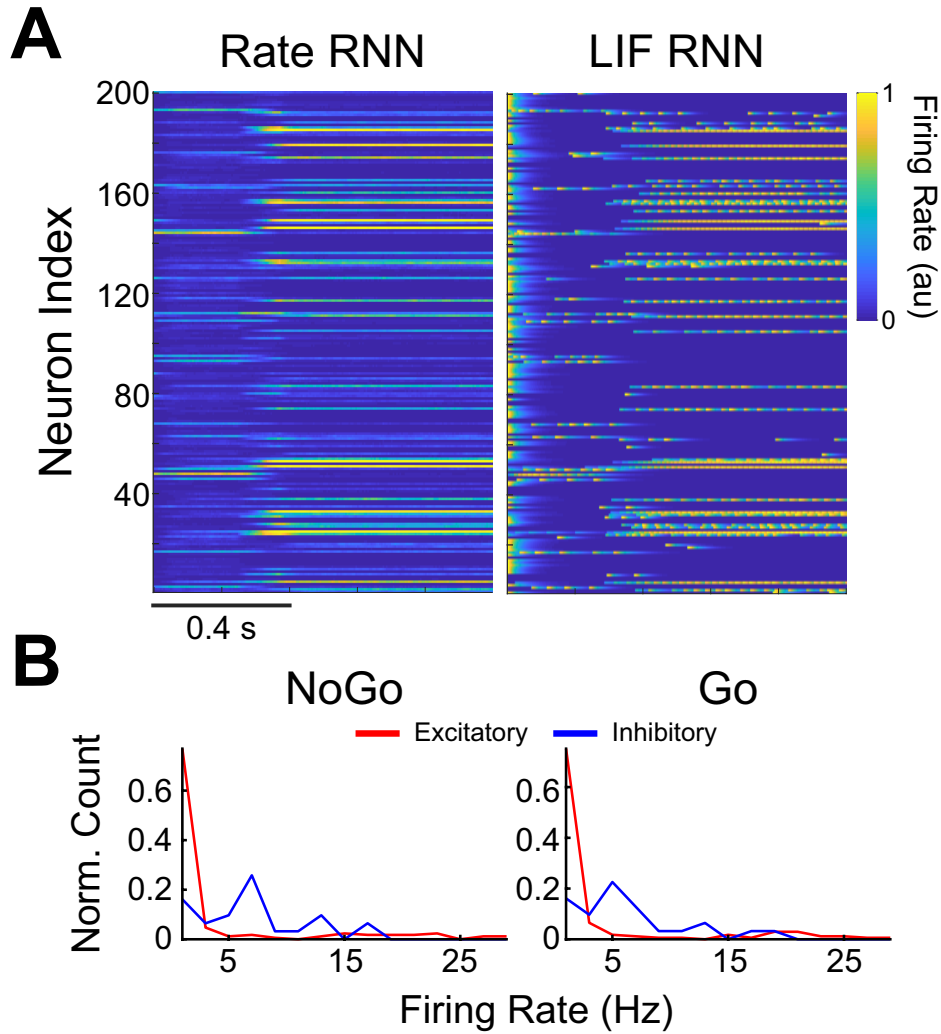 A
Rate RNN
LIF RNN
200
160
120
80
40
Neuron Index
1
0
Firing Rate (au)
0.4 s
B
NoGo
Go
Excitatory
Inhibitory
Norm. Count
0.6
0.4
0.2
0
5
15
25
0.6
0.4
0.2
0
5
15
25
Firing Rate (Hz)